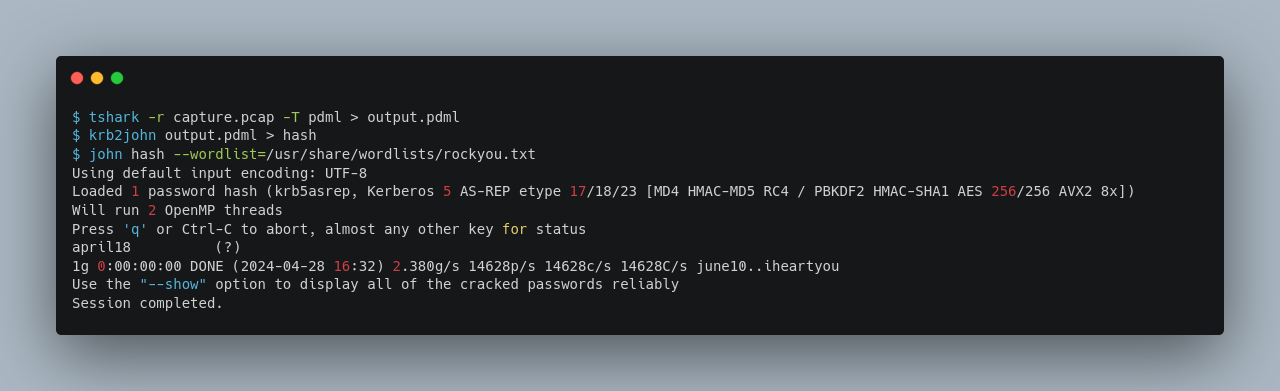 $ tshark -r capture.pcap -T pdml > output.pdml
$ krb2john output.pdml > hash
$ john hash --wordlist=/usr/share/wordlists/rockyou.txt
Using default input encoding: UTF-8
Loaded 1 password hash (krb5asrep, Kerberos 5 AS-REP etype 17/18/23 [MD4 HMAC-MD5 RC4 / PBKDF2 HMAC-SHA1 AES 256/256 AVX2 8x])
Will run 2 OpenMP threads
Press 'q' or Ctrl-C to abort, almost any other key for status
april18          (?)
1g 0:00:00:00 DONE (2024-04-28 16:32) 2.380g/s 14628p/s 14628c/s 14628C/s june10..iheartyou
Use the "--show" option to display all of the cracked passwords reliably
Session completed.